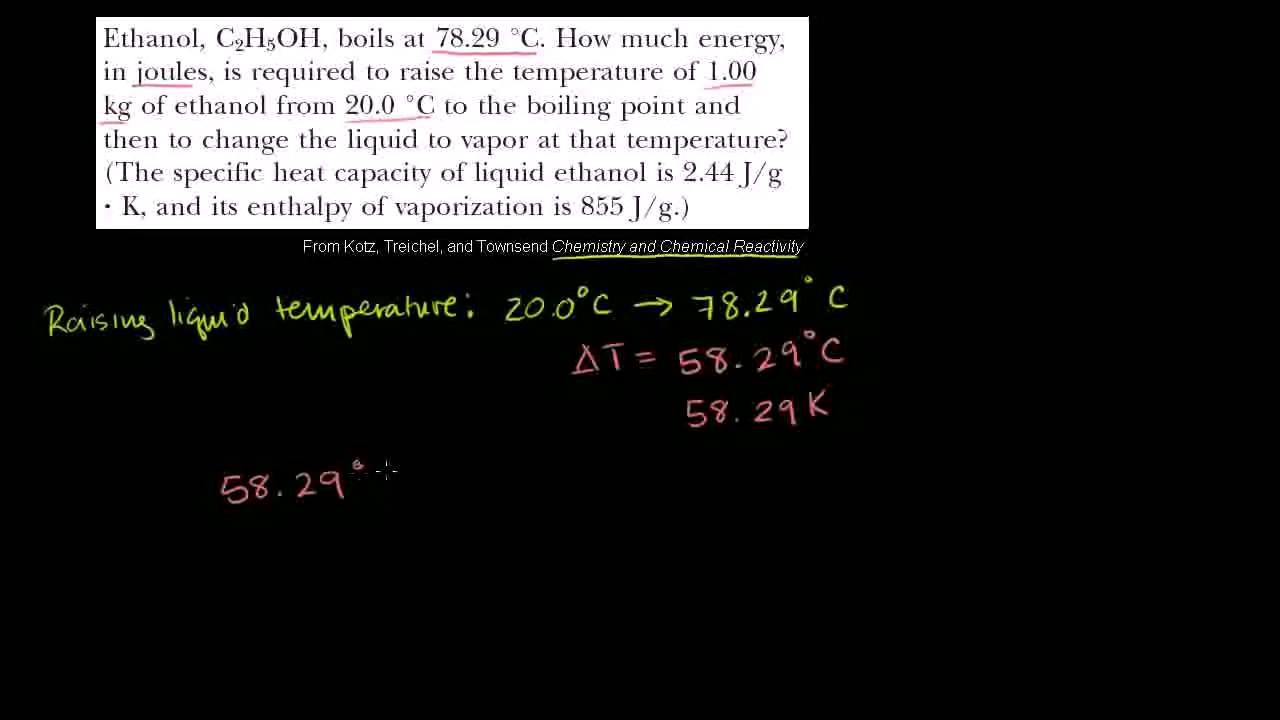 Ethanol, C₂H₅OH, boils at 78.29 °C. How much energy,
in joules, is required to raise the temperature of 1.00
kg of ethanol from 20.0 °C to the boiling point and
then to change the liquid to vapor at that temperature?
(The specific heat capacity of liquid ethanol is 2.44 J/g
· K, and its enthalpy of vaporization is 855 J/g.)
From Kotz, Treichel, and Townsend Chemistry and Chemical Reactivity
Raising liquid temperature: 20.0°C → 78.29° C
ΔT = 58.29°C
58.29K
58.29°